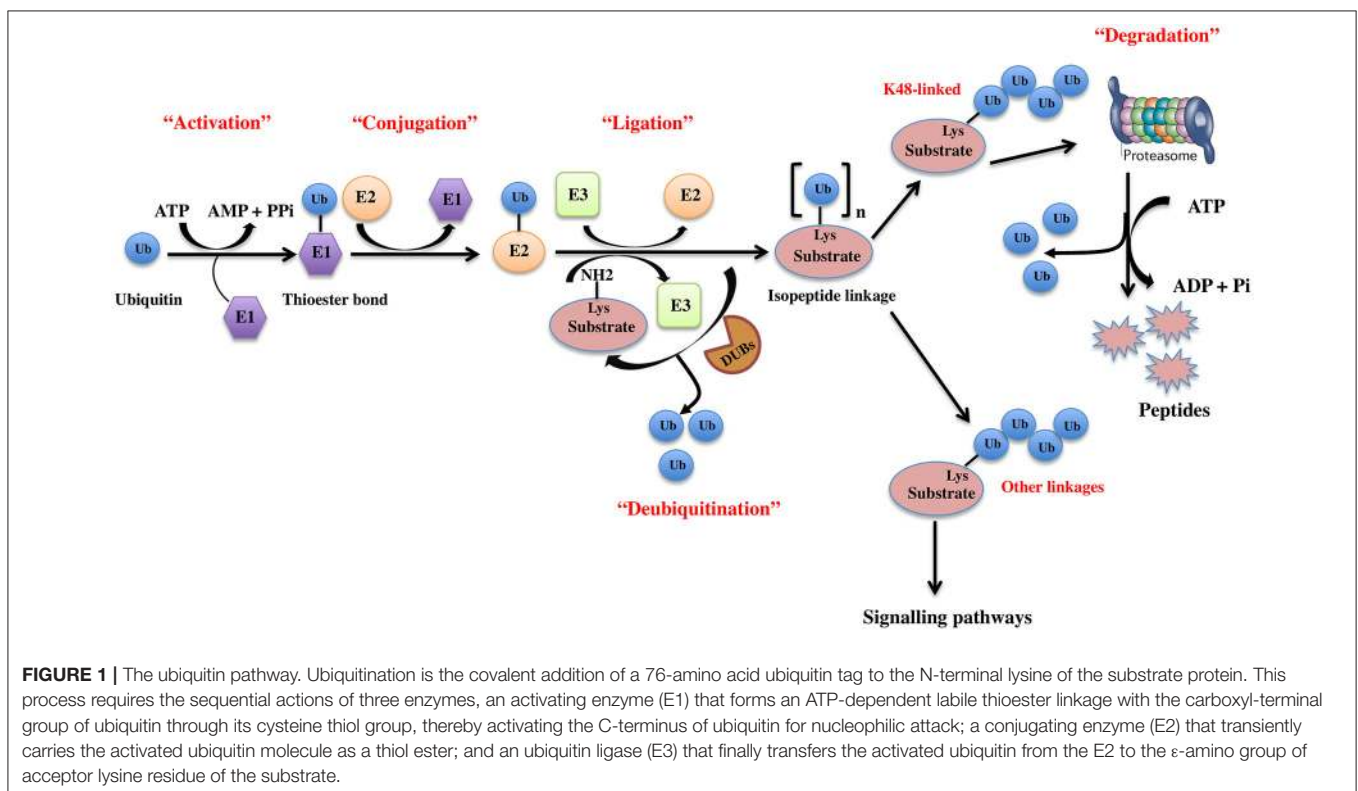 “Degradation”
“Activation”
“Conjugation”
“Ligation”
K48-linked
Ub
Ub
Ub
Ub
Ub
Lys
Substrate
Proteasome
ATP
AMP + PPi
Ub
E2
E1
Ub
E3
E2
Ub
n
Ub
E1
E2
Lys
Substrate
Ubiquitin
Thioester bond
E1
NH2
Lys
Substrate
E3
DUBs
Isopeptide linkage
Ub
Ub
Ub
ATP
ADP + Pi
Peptides
Ub
Ub
Ub
“Deubiquitination”
Ub
Ub
Ub
Ub
Lys
Substrate
Other linkages
Signalling pathways
FIGURE 1 | The ubiquitin pathway. Ubiquitination is the covalent addition of a 76-amino acid ubiquitin tag to the N-terminal lysine of the substrate protein. This
process requires the sequential actions of three enzymes, an activating enzyme (E1) that forms an ATP-dependent labile thioester linkage with the carboxyl-terminal
group of ubiquitin through its cysteine thiol group, thereby activating the C-terminus of ubiquitin for nucleophilic attack; a conjugating enzyme (E2) that transiently
carries the activated ubiquitin molecule as a thiol ester; and an ubiquitin ligase (E3) that finally transfers the activated ubiquitin from the E2 to the ε-amino group of
acceptor lysine residue of the substrate.